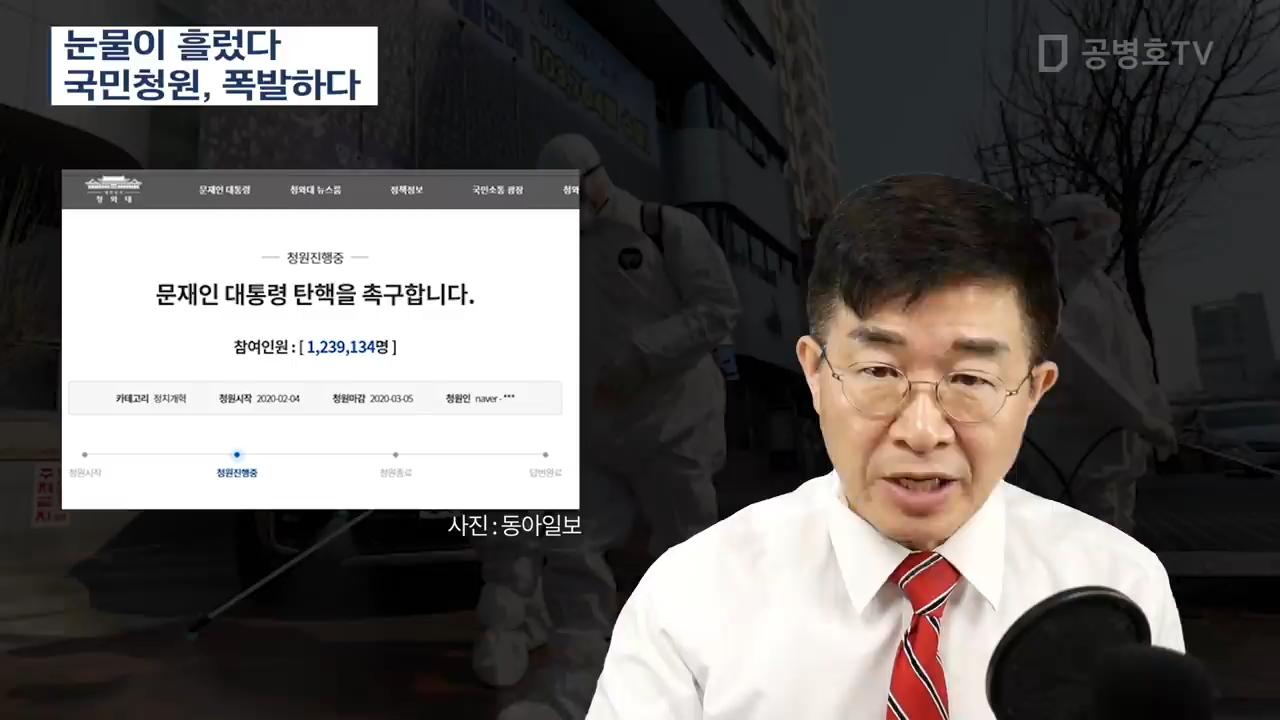 눈물이 흘렀다
국민청원, 폭발하다
공병호TV
청 와 대
문재인 대통령 청와대 뉴스룸 정책정보 국민소통 광장 청와
청원진행중
문재인 대통령 탄핵을 촉구합니다.
참여인원 : [ 1,239,134명 ]
카테고리 정치개혁 청원시작 2020-02-04 청원마감 2020-03-05 청원인 naver - ***
청원시작 청원진행중 청원종료 답변완료
사진 : 동아일보